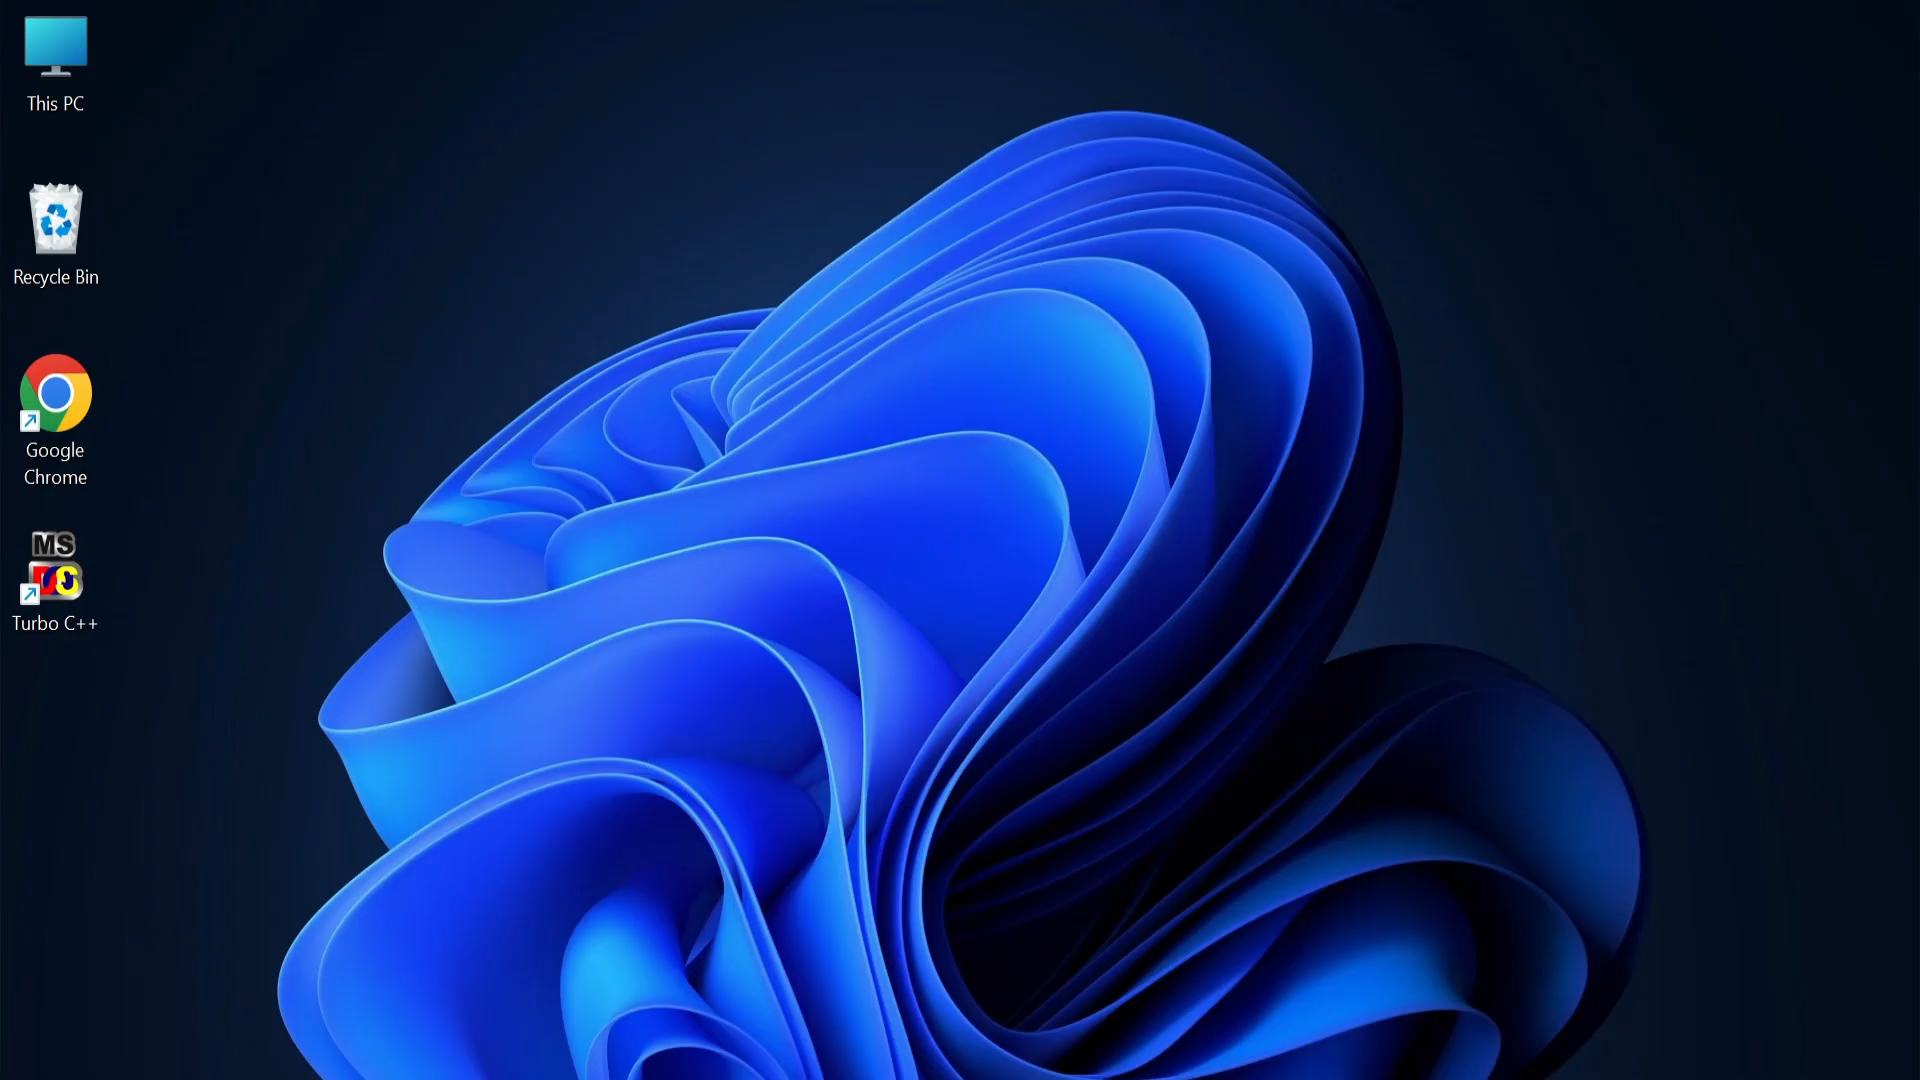 This PC
Recycle Bin
Google
Chrome
MS
Turbo C++